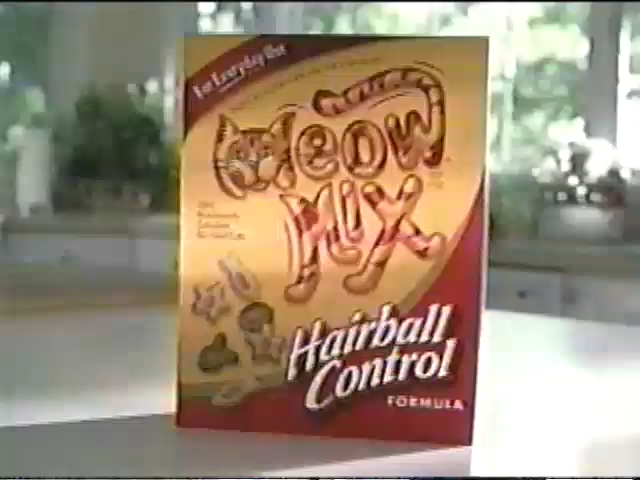 For Everyday Use
Meow
Mix
Hairball
Control
FORMULA